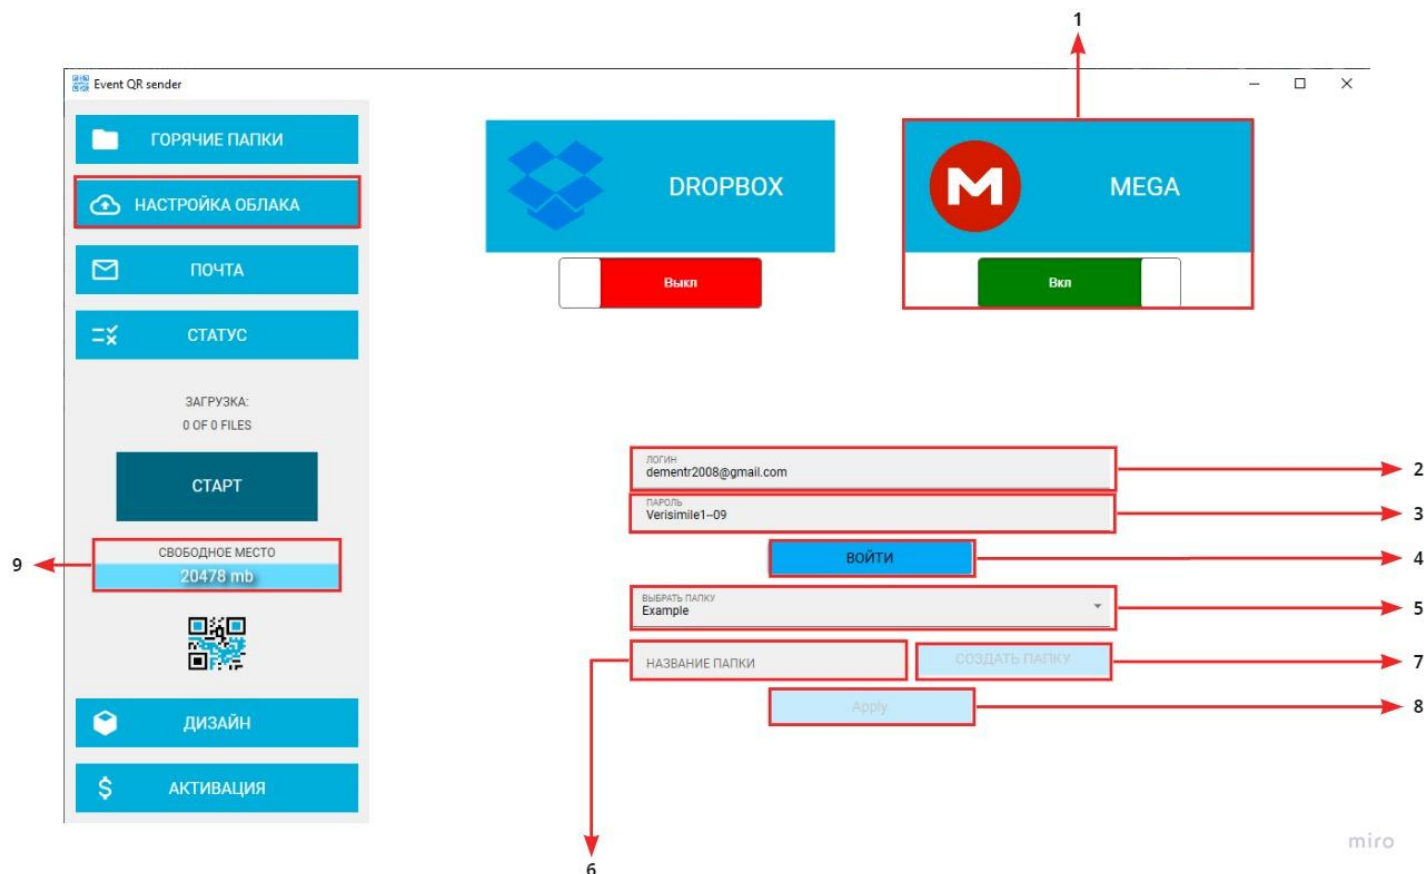 1
Event QR sender
ГОРЯЧИЕ ПАПКИ
НАСТРОЙКА ОБЛАКА
ПОЧТА
СТАТУС
ЗАГРУЗКА:
0 OF 0 FILES
СТАРТ
СВОБОДНОЕ МЕСТО
20478 mb
9
ДИЗАЙН
АКТИВАЦИЯ
DROPBOX
Выкл
MEGA
Вкл
ЛОГИН
dementr2008@gmail.com
2
ПАРОЛЬ
Verisimile1--09
3
ВОЙТИ
4
ВЫБРАТЬ ПАПКУ
Example
5
НАЗВАНИЕ ПАПКИ
СОЗДАТЬ ПАПКУ
7
Apply
8
6
miro